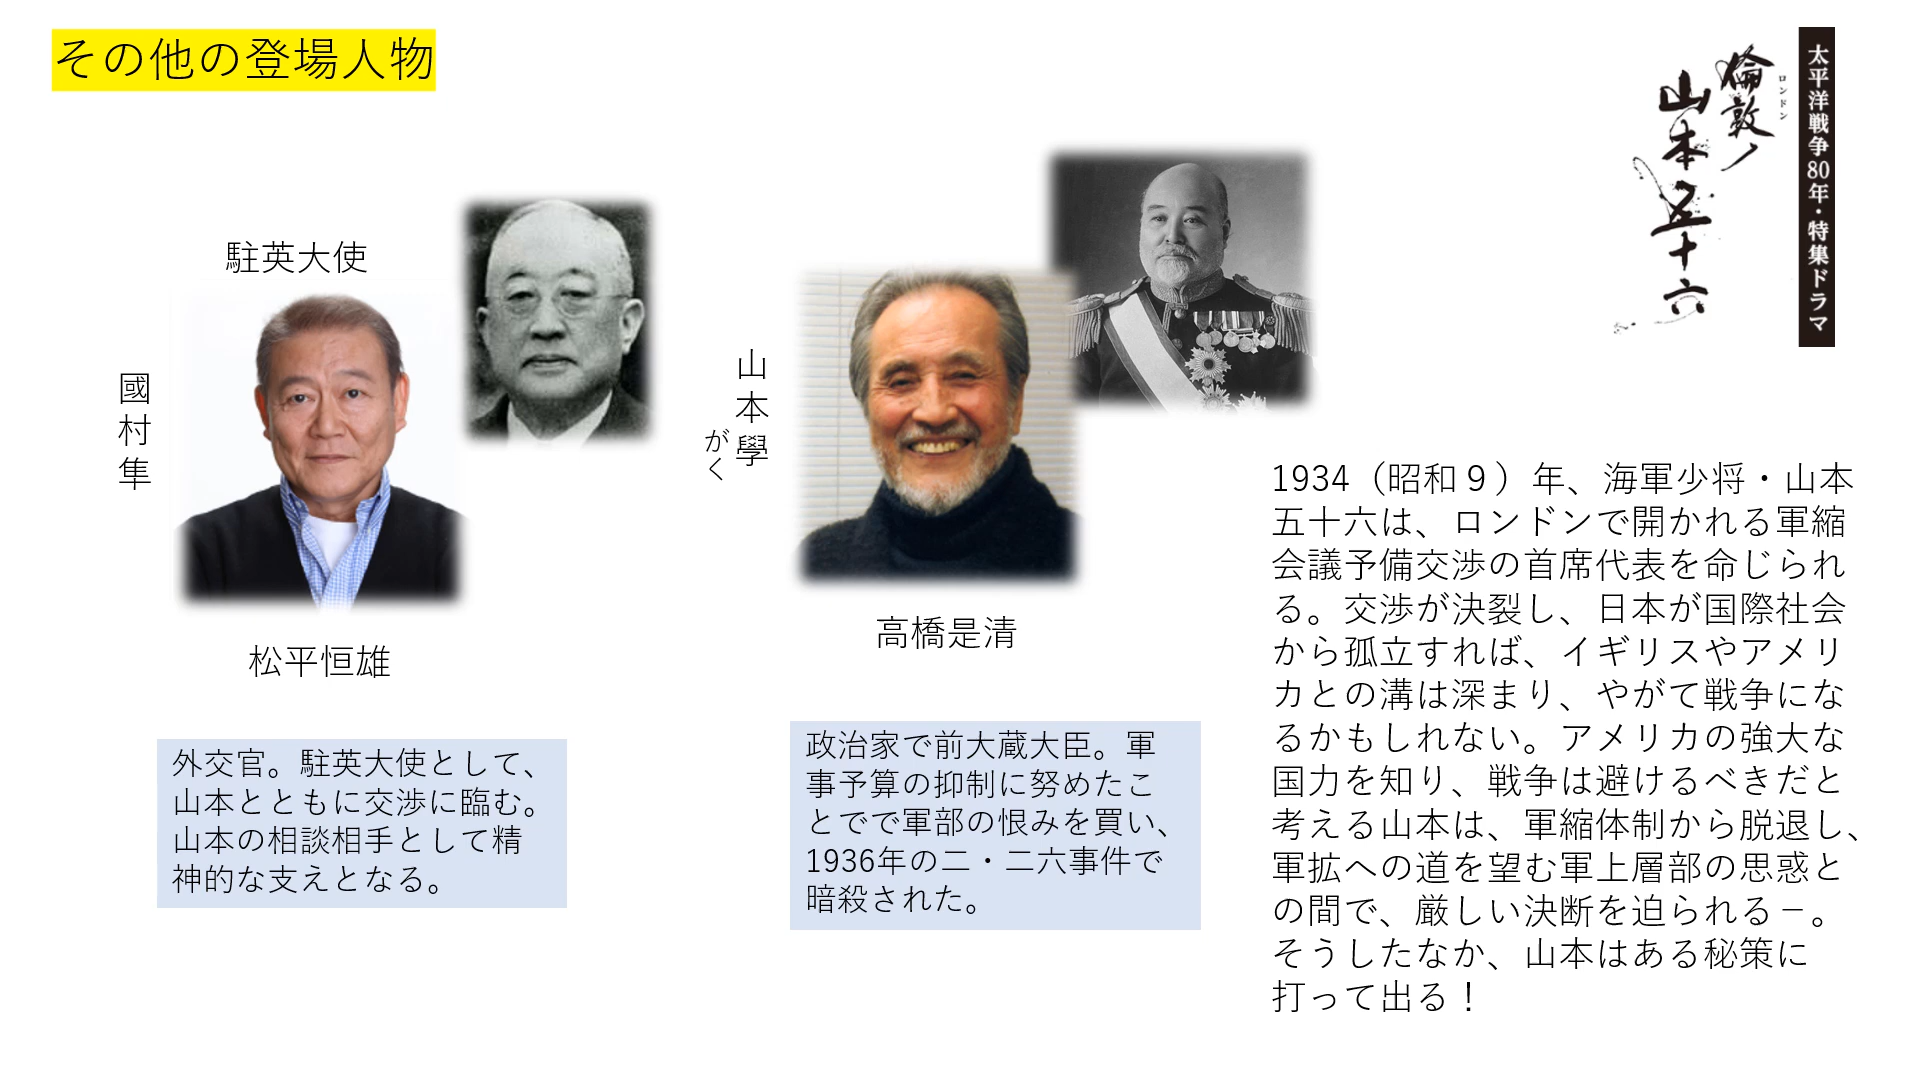 その他の登場人物
太平洋戦争80年・特集ドラマ
倫敦ノ
ロンドン
山本五十六
駐英大使
國村隼
松平恒雄
外交官。駐英大使として、
山本とともに交渉に臨む。
山本の相談相手として精
神的な支えとなる。
山本學
がく
高橋是清
政治家で前大蔵大臣。軍
事予算の抑制に努めたこ
とでで軍部の恨みを買い、
1936年の二・二六事件で
暗殺された。
1934（昭和９）年、海軍少将・山本
五十六は、ロンドンで開かれる軍縮
会議予備交渉の首席代表を命じられ
る。交渉が決裂し、日本が国際社会
から孤立すれば、イギリスやアメリ
カとの溝は深まり、やがて戦争にな
るかもしれない。アメリカの強大な
国力を知り、戦争は避けるべきだと
考える山本は、軍縮体制から脱退し、
軍拡への道を望む軍上層部の思惑と
の間で、厳しい決断を迫られる－。
そうしたなか、山本はある秘策に
打って出る！